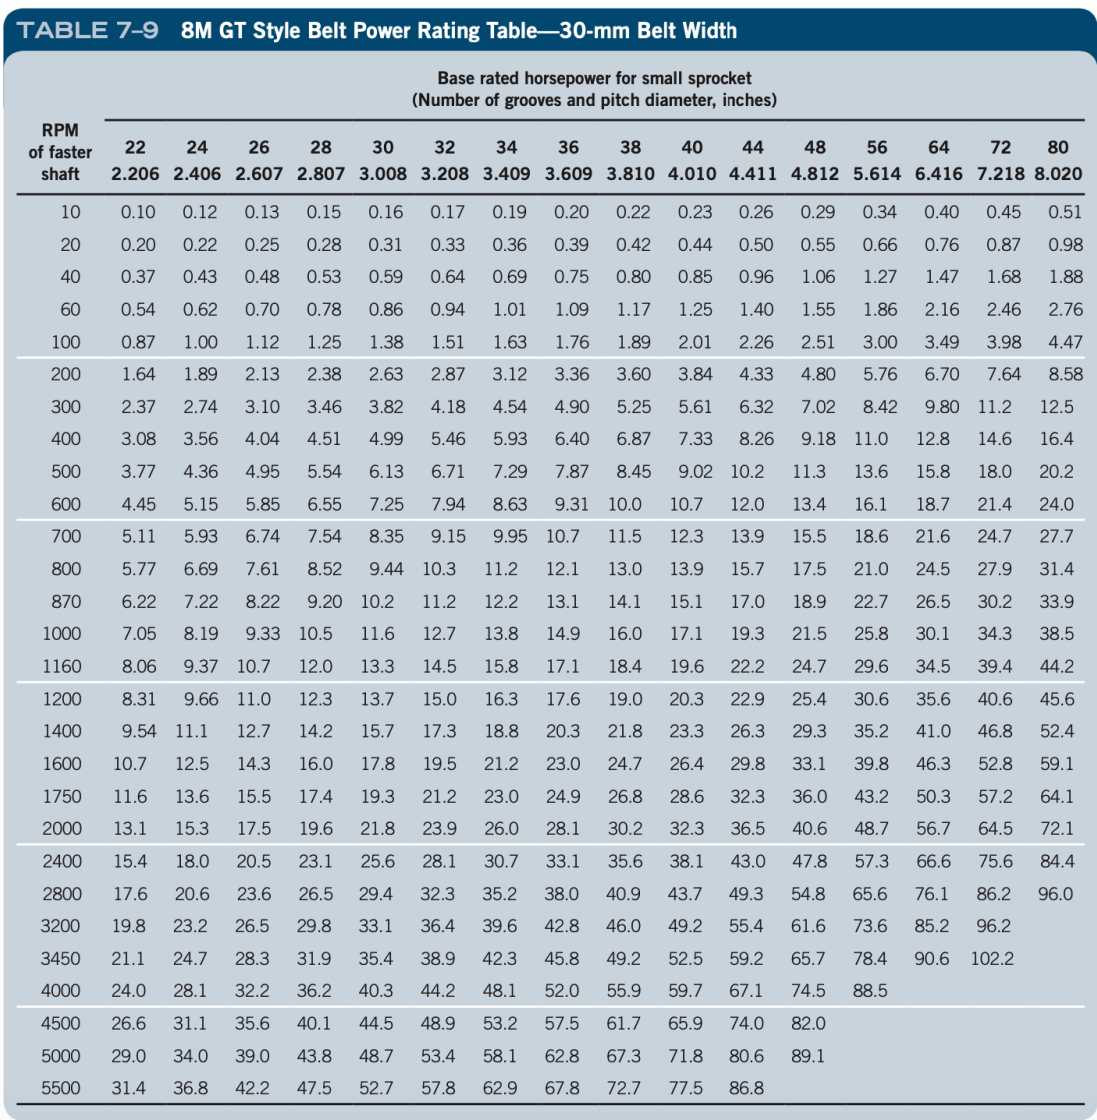 TABLE 7–9 8M GT Style Belt Power Rating Table—30-mm Belt Width
Base rated horsepower for small sprocket
(Number of grooves and pitch diameter, inches)
RPM
of faster 22 24 26 28 30 32 34 36 38 40 44 48 56 64 72 80
shaft 2.206 2.406 2.607 2.807 3.008 3.208 3.409 3.609 3.810 4.010 4.411 4.812 5.614 6.416 7.218 8.020
10 0.10 0.12 0.13 0.15 0.16 0.17 0.19 0.20 0.22 0.23 0.26 0.29 0.34 0.40 0.45 0.51
20 0.20 0.22 0.25 0.28 0.31 0.33 0.36 0.39 0.42 0.44 0.50 0.55 0.66 0.76 0.87 0.98
40 0.37 0.43 0.48 0.53 0.59 0.64 0.69 0.75 0.80 0.85 0.96 1.06 1.27 1.47 1.68 1.88
60 0.54 0.62 0.70 0.78 0.86 0.94 1.01 1.09 1.17 1.25 1.40 1.55 1.86 2.16 2.46 2.76
100 0.87 1.00 1.12 1.25 1.38 1.51 1.63 1.76 1.89 2.01 2.26 2.51 3.00 3.49 3.98 4.47
200 1.64 1.89 2.13 2.38 2.63 2.87 3.12 3.36 3.60 3.84 4.33 4.80 5.76 6.70 7.64 8.58
300 2.37 2.74 3.10 3.46 3.82 4.18 4.54 4.90 5.25 5.61 6.32 7.02 8.42 9.80 11.2 12.5
400 3.08 3.56 4.04 4.51 4.99 5.46 5.93 6.40 6.87 7.33 8.26 9.18 11.0 12.8 14.6 16.4
500 3.77 4.36 4.95 5.54 6.13 6.71 7.29 7.87 8.45 9.02 10.2 11.3 13.6 15.8 18.0 20.2
600 4.45 5.15 5.85 6.55 7.25 7.94 8.63 9.31 10.0 10.7 12.0 13.4 16.1 18.7 21.4 24.0
700 5.11 5.93 6.74 7.54 8.35 9.15 9.95 10.7 11.5 12.3 13.9 15.5 18.6 21.6 24.7 27.7
800 5.77 6.69 7.61 8.52 9.44 10.3 11.2 12.1 13.0 13.9 15.7 17.5 21.0 24.5 27.9 31.4
870 6.22 7.22 8.22 9.20 10.2 11.2 12.2 13.1 14.1 15.1 17.0 18.9 22.7 26.5 30.2 33.9
1000 7.05 8.19 9.33 10.5 11.6 12.7 13.8 14.9 16.0 17.1 19.3 21.5 25.8 30.1 34.3 38.5
1160 8.06 9.37 10.7 12.0 13.3 14.5 15.8 17.1 18.4 19.6 22.2 24.7 29.6 34.5 39.4 44.2
1200 8.31 9.66 11.0 12.3 13.7 15.0 16.3 17.6 19.0 20.3 22.9 25.4 30.6 35.6 40.6 45.6
1400 9.54 11.1 12.7 14.2 15.7 17.3 18.8 20.3 21.8 23.3 26.3 29.3 35.2 41.0 46.8 52.4
1600 10.7 12.5 14.3 16.0 17.8 19.5 21.2 23.0 24.7 26.4 29.8 33.1 39.8 46.3 52.8 59.1
1750 11.6 13.6 15.5 17.4 19.3 21.2 23.0 24.9 26.8 28.6 32.3 36.0 43.2 50.3 57.2 64.1
2000 13.1 15.3 17.5 19.6 21.8 23.9 26.0 28.1 30.2 32.3 36.5 40.6 48.7 56.7 64.5 72.1
2400 15.4 18.0 20.5 23.1 25.6 28.1 30.7 33.1 35.6 38.1 43.0 47.8 57.3 66.6 75.6 84.4
2800 17.6 20.6 23.6 26.5 29.4 32.3 35.2 38.0 40.9 43.7 49.3 54.8 65.6 76.1 86.2 96.0
3200 19.8 23.2 26.5 29.8 33.1 36.4 39.6 42.8 46.0 49.2 55.4 61.6 73.6 85.2 96.2
3450 21.1 24.7 28.3 31.9 35.4 38.9 42.3 45.8 49.2 52.5 59.2 65.7 78.4 90.6 102.2
4000 24.0 28.1 32.2 36.2 40.3 44.2 48.1 52.0 55.9 59.7 67.1 74.5 88.5
4500 26.6 31.1 35.6 40.1 44.5 48.9 53.2 57.5 61.7 65.9 74.0 82.0
5000 29.0 34.0 39.0 43.8 48.7 53.4 58.1 62.8 67.3 71.8 80.6 89.1
5500 31.4 36.8 42.2 47.5 52.7 57.8 62.9 67.8 72.7 77.5 86.8